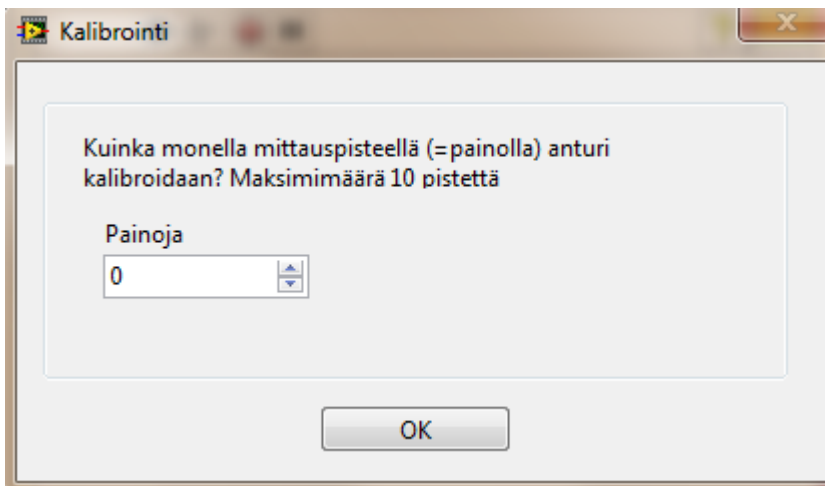 Kalibrointi
Kuinka monella mittauspisteellä (=painolla) anturi
kalibroidaan? Maksimimäärä 10 pistettä
Painoja
0
OK